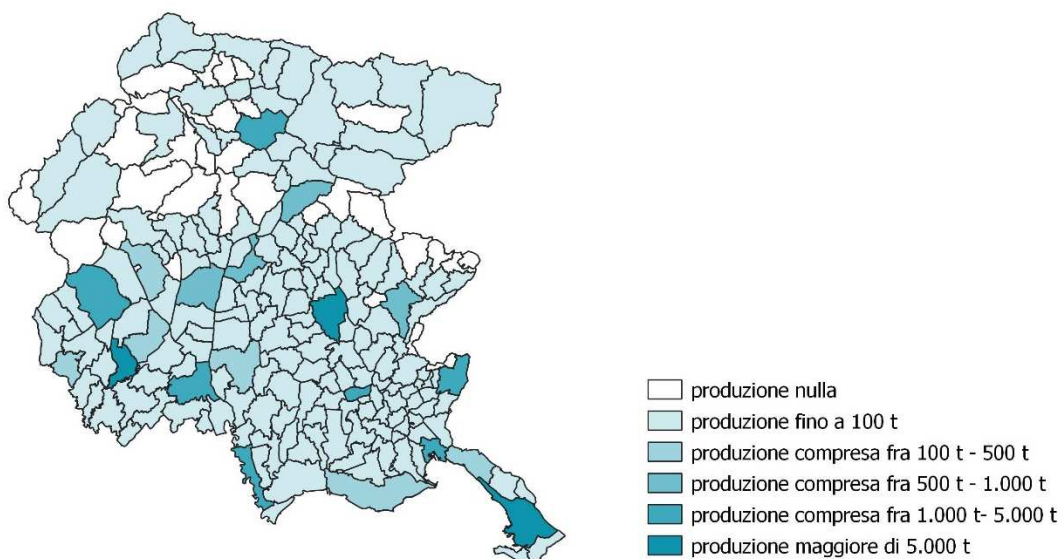 produzione nulla
produzione fino a 100 t
produzione compresa fra 100 t - 500 t
produzione compresa fra 500 t - 1.000 t
produzione compresa fra 1.000 t- 5.000 t
produzione maggiore di 5.000 t